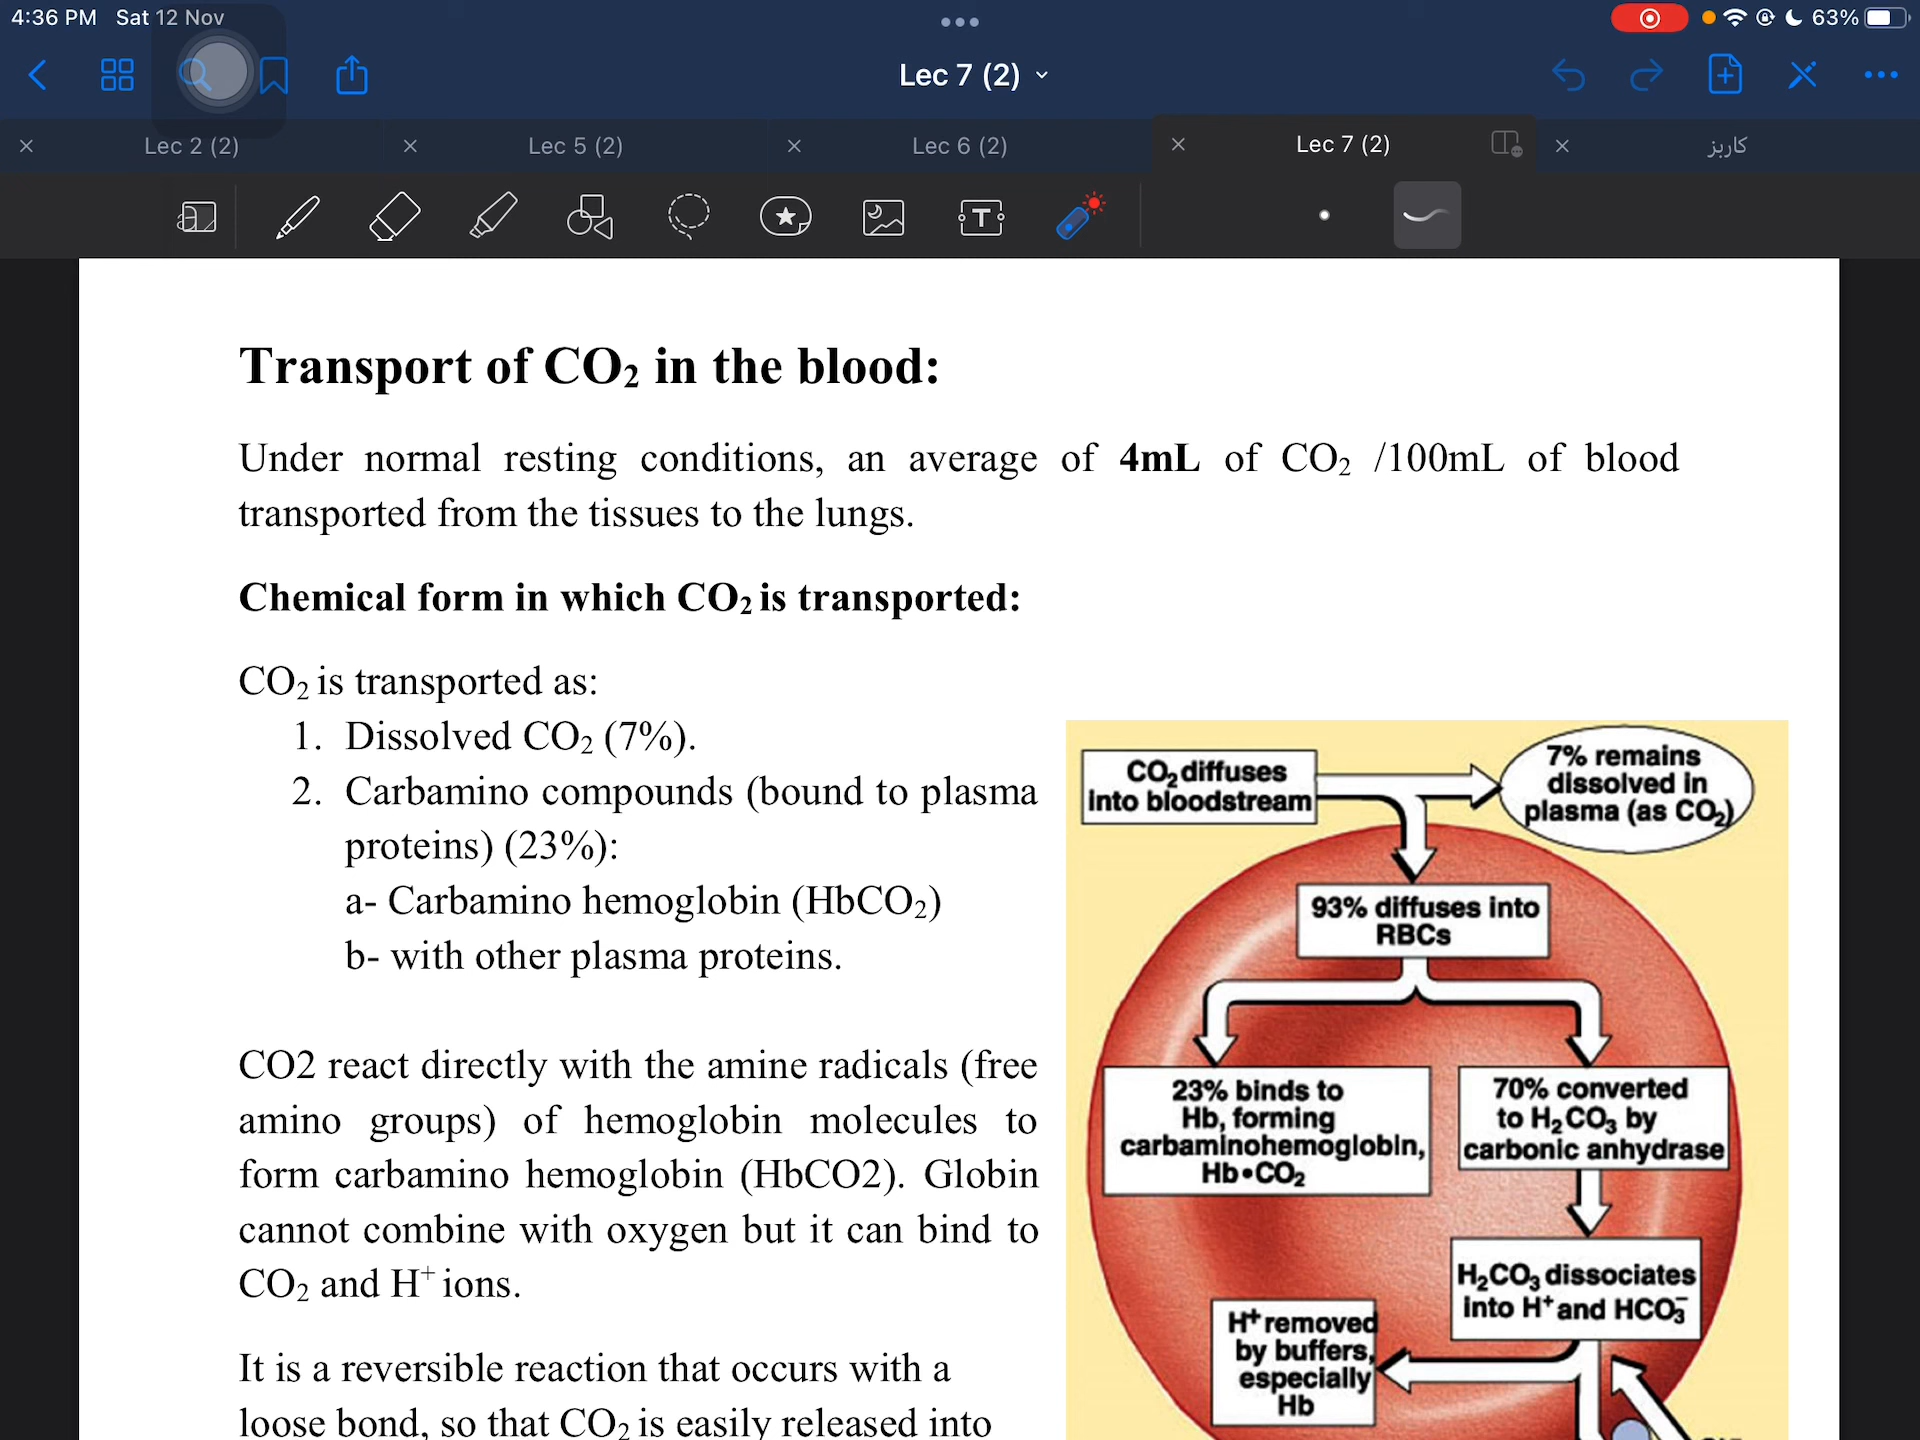 4:36 PM Sat 12 Nov
63%
Lec 7 (2)
Lec 2 (2)
Lec 5 (2)
Lec 6 (2)
Lec 7 (2)
كاربز
Transport of CO₂ in the blood:
Under normal resting conditions, an average of 4mL of CO₂ /100mL of blood
transported from the tissues to the lungs.
Chemical form in which CO₂ is transported:
CO₂ is transported as:
1. Dissolved CO₂ (7%).
2. Carbamino compounds (bound to plasma
proteins) (23%):
a- Carbamino hemoglobin (HbCO₂)
b- with other plasma proteins.
CO2 react directly with the amine radicals (free
amino groups) of hemoglobin molecules to
form carbamino hemoglobin (HbCO2). Globin
cannot combine with oxygen but it can bind to
CO₂ and H⁺ ions.
It is a reversible reaction that occurs with a
loose bond, so that CO₂ is easily released into
CO₂ diffuses
into bloodstream
7% remains
dissolved in
plasma (as CO₂)
93% diffuses into
RBCs
23% binds to
Hb, forming
carbaminohemoglobin,
Hb•CO₂
70% converted
to H₂CO₃ by
carbonic anhydrase
H₂CO₃ dissociates
into H⁺ and HCO₃⁻
H⁺ removed
by buffers,
especially
Hb